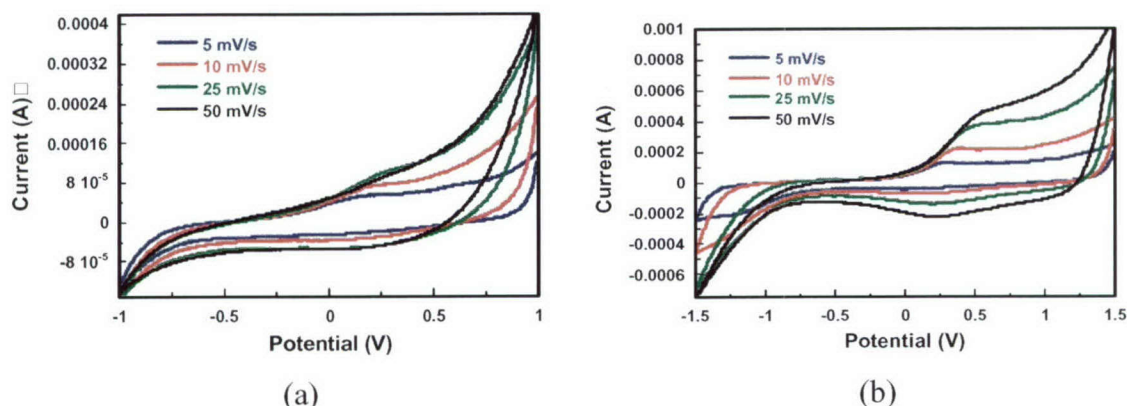 0.0004
0.00032
0.00024
0.00016
8 10⁻⁵
0
-8 10⁻⁵
Current (A)□
5 mV/s
10 mV/s
25 mV/s
50 mV/s
-1 -0.5 0 0.5 1
Potential (V)
(a)
0.001
0.0008
0.0006
0.0004
0.0002
0
-0.0002
-0.0004
-0.0006
Current (A)
5 mV/s
10 mV/s
25 mV/s
50 mV/s
-1.5 -1 -0.5 0 0.5 1 1.5
Potential (V)
(b)